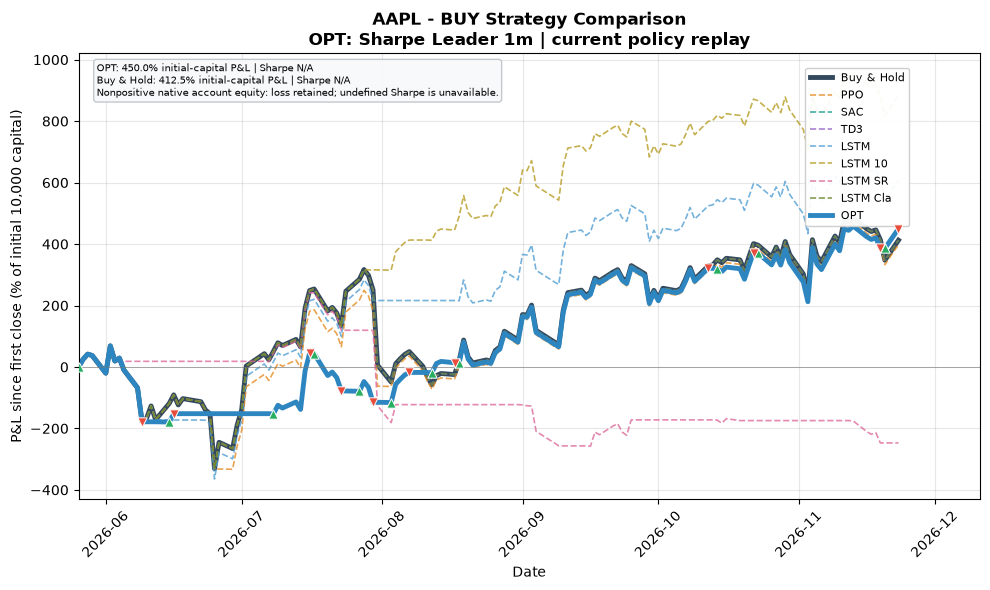 AAPL - BUY Strategy Comparison
OPT: Sharpe Leader 1m | current policy replay
OPT: 450.0% initial-capital P&L | Sharpe N/A
Buy & Hold: 412.5% initial-capital P&L | Sharpe N/A
Nonpositive native account equity: loss retained; undefined Sharpe is unavailable.
Buy & Hold
PPO
SAC
TD3
LSTM
LSTM 10
LSTM SR
LSTM Cla
OPT
P&L since first close (% of initial 10,000 capital)
1000
800
600
400
200
0
−200
−400
2026-06
2026-07
2026-08
2026-09
2026-10
2026-11
2026-12
Date